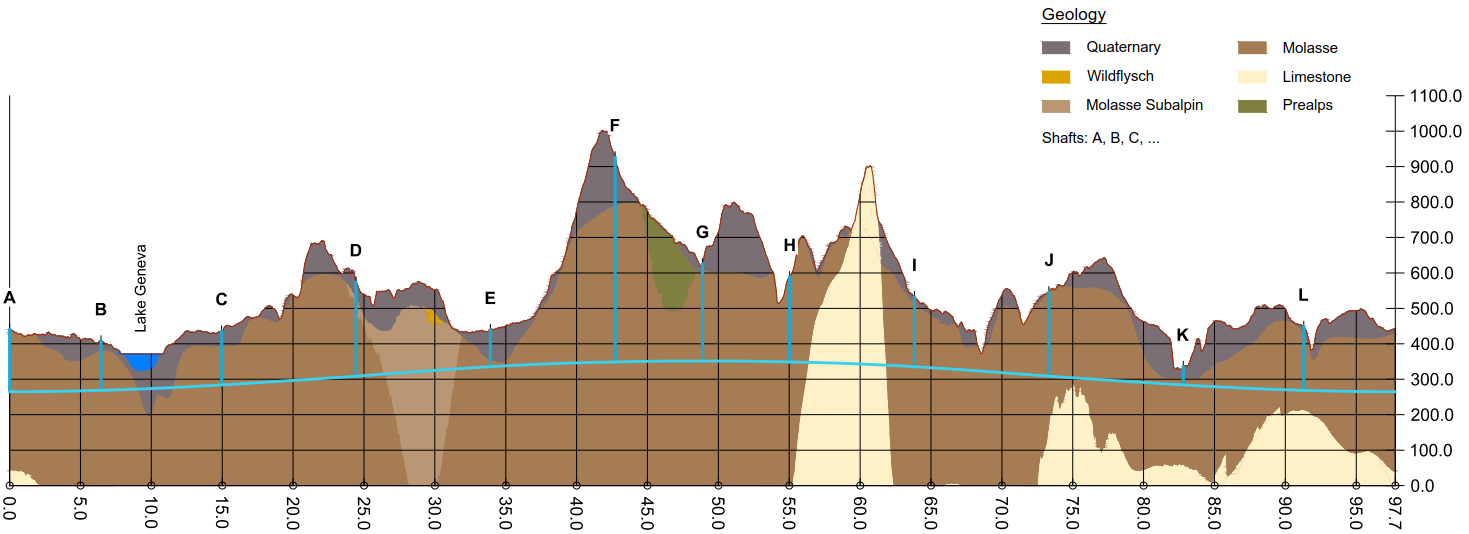 Geology
Quaternary
Molasse
Wildflysch
Limestone
Molasse Subalpin
Prealps
Shafts: A, B, C, ...
1100.0
1000.0
900.0
800.0
700.0
600.0
500.0
400.0
300.0
200.0
100.0
0.0
A
B
Lake Geneva
C
D
E
F
G
H
I
J
K
L
0.0
5.0
10.0
15.0
20.0
25.0
30.0
35.0
40.0
45.0
50.0
55.0
60.0
65.0
70.0
75.0
80.0
85.0
90.0
95.0
97.7